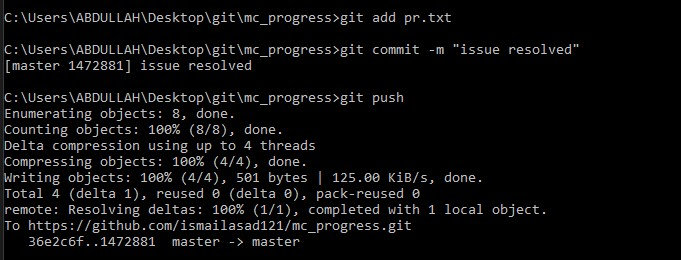 C:\Users\ABDULLAH\Desktop\git\mc_progress>git add pr.txt
C:\Users\ABDULLAH\Desktop\git\mc_progress>git commit -m "issue resolved"
[master 1472881] issue resolved
C:\Users\ABDULLAH\Desktop\git\mc_progress>git push
Enumerating objects: 8, done.
Counting objects: 100% (8/8), done.
Delta compression using up to 4 threads
Compressing objects: 100% (4/4), done.
Writing objects: 100% (4/4), 501 bytes | 125.00 KiB/s, done.
Total 4 (delta 1), reused 0 (delta 0), pack-reused 0
remote: Resolving deltas: 100% (1/1), completed with 1 local object.
To https://github.com/ismailasad121/mc_progress.git
36e2c6f..1472881  master -> master